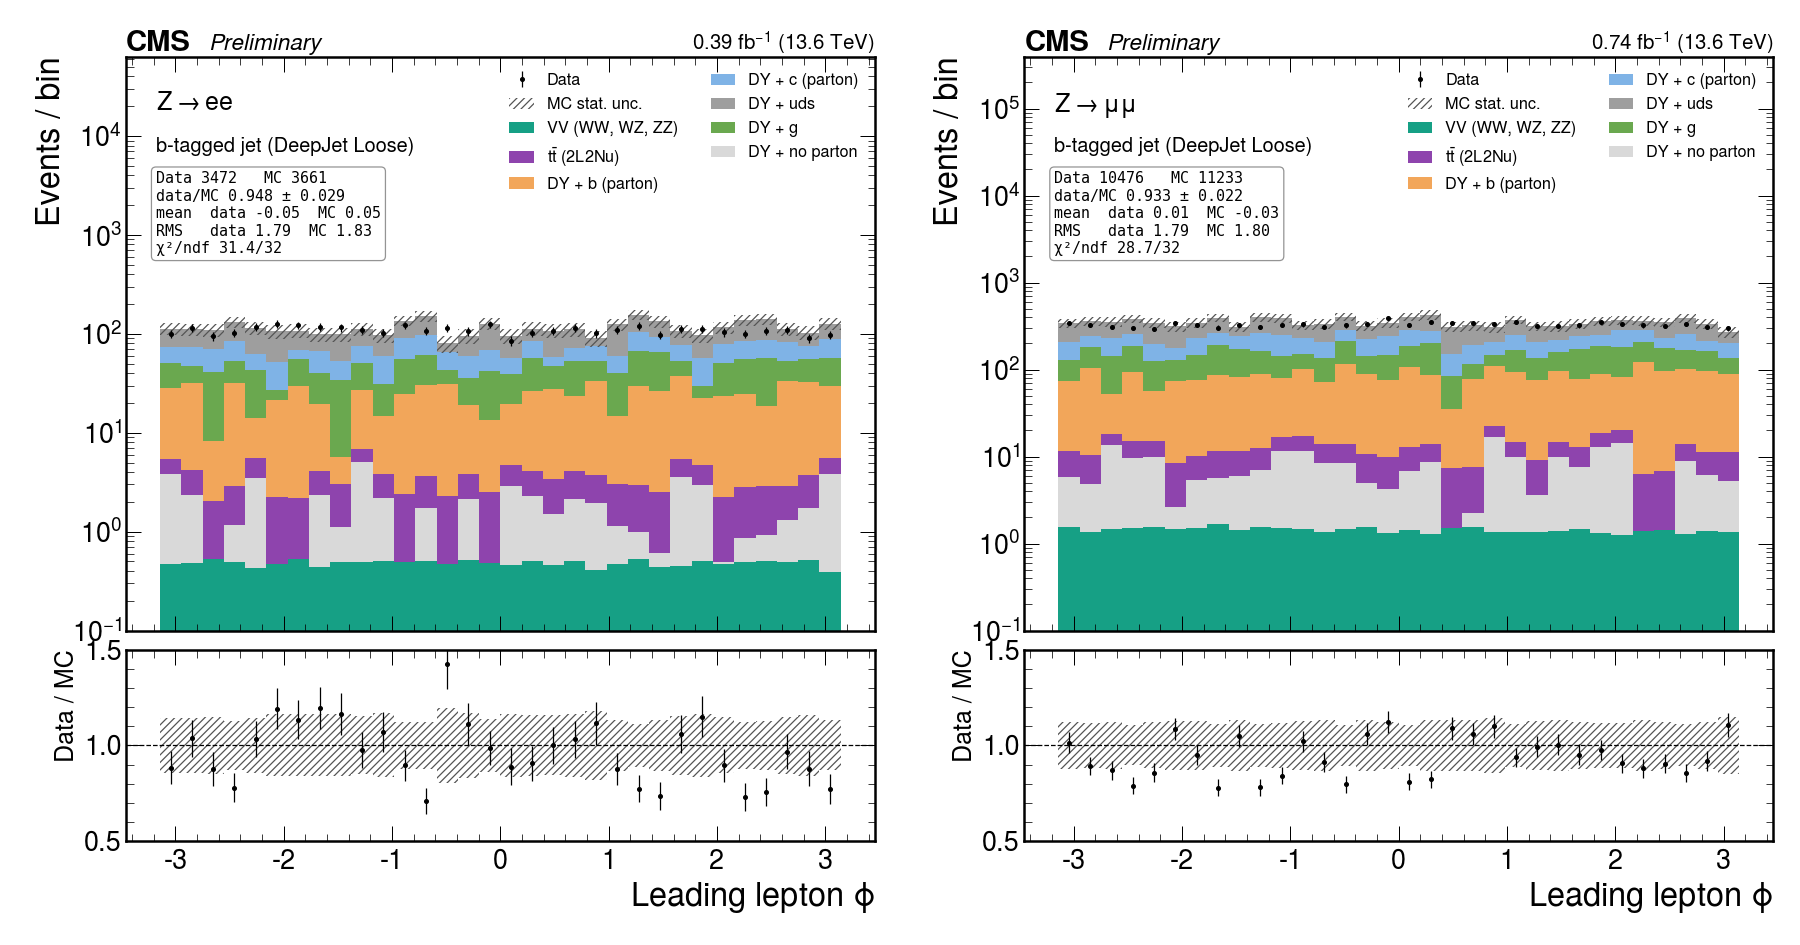 CMS Preliminary 0.39 fb⁻¹ (13.6 TeV)
Events / bin
Z → ee
b-tagged jet (DeepJet Loose)
Data 3472 MC 3661
data/MC 0.948 ± 0.029
mean data -0.05 MC 0.05
RMS data 1.79 MC 1.83
χ²/ndf 31.4/32
Data
MC stat. unc.
VV (WW, WZ, ZZ)
tt̄ (2L2Nu)
DY + b (parton)
DY + c (parton)
DY + uds
DY + g
DY + no parton
10⁴
10³
10²
10¹
10⁰
10⁻¹
Data / MC
1.5
1.0
0.5
-3 -2 -1 0 1 2 3
Leading lepton ϕ
CMS Preliminary 0.74 fb⁻¹ (13.6 TeV)
Events / bin
Z → μμ
b-tagged jet (DeepJet Loose)
Data 10476 MC 11233
data/MC 0.933 ± 0.022
mean data 0.01 MC -0.03
RMS data 1.79 MC 1.80
χ²/ndf 28.7/32
Data
MC stat. unc.
VV (WW, WZ, ZZ)
tt̄ (2L2Nu)
DY + b (parton)
DY + c (parton)
DY + uds
DY + g
DY + no parton
10⁵
10⁴
10³
10²
10¹
10⁰
10⁻¹
Data / MC
1.5
1.0
0.5
-3 -2 -1 0 1 2 3
Leading lepton ϕ